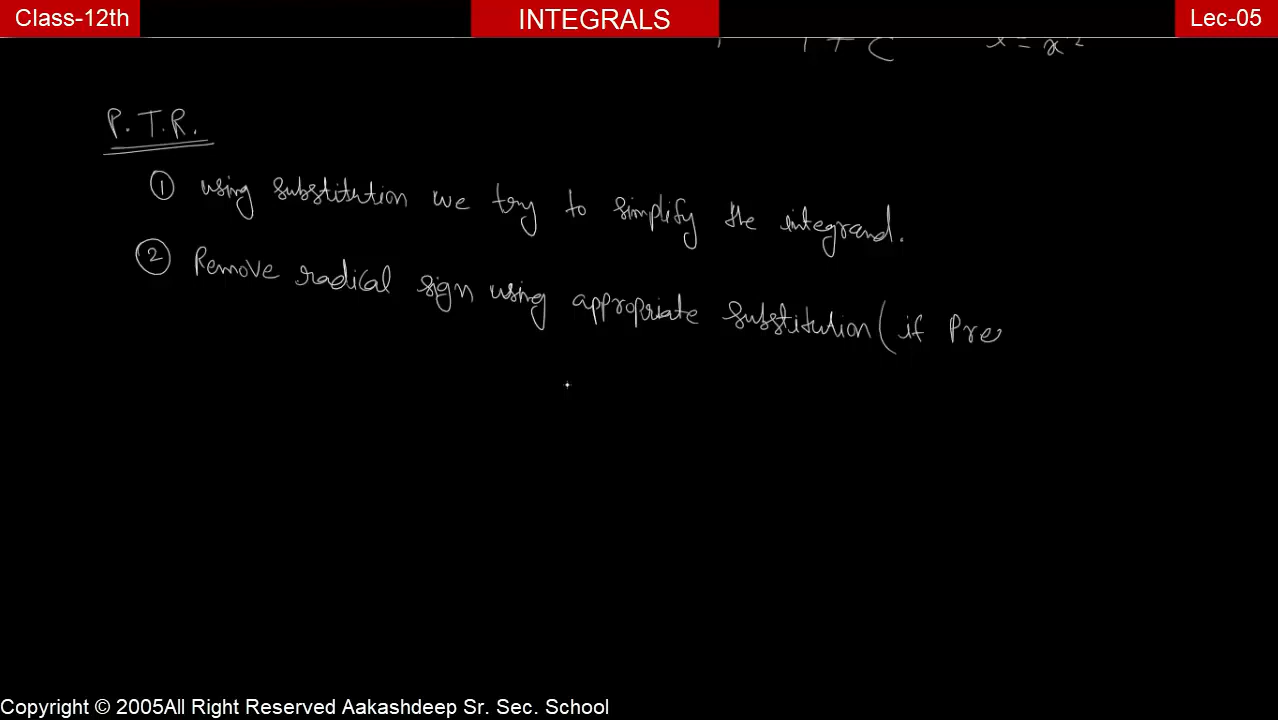 Class-12th
INTEGRALS
Lec-05
P.T.R.
① using substitution we try to simplify the integrand.
② Remove radical sign using appropriate substitution (if Pre
Copyright © 2005All Right Reserved Aakashdeep Sr. Sec. School